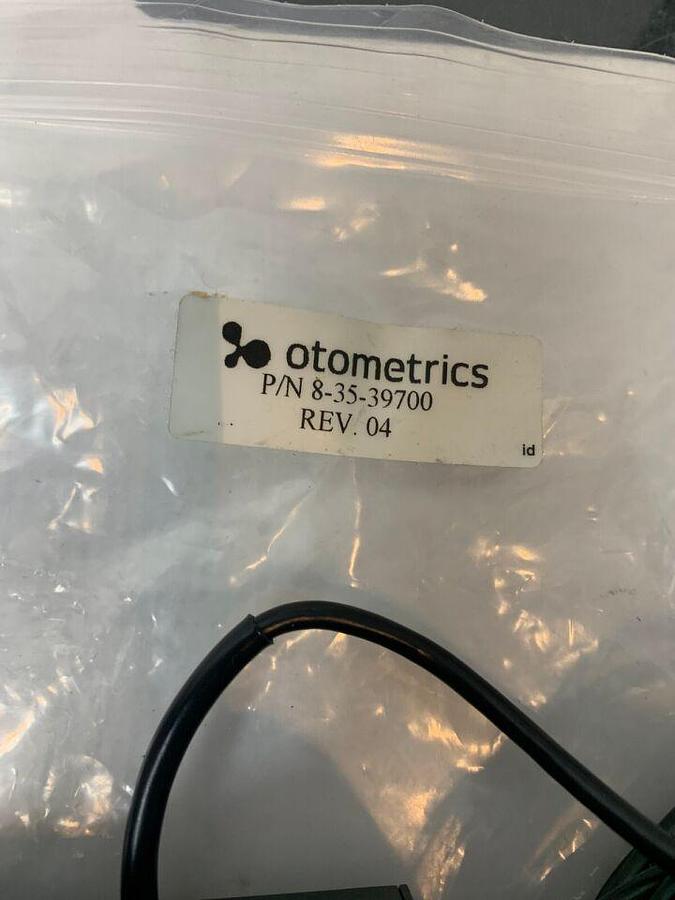 otometrics
P/N 8-35-39700
REV. 04
id